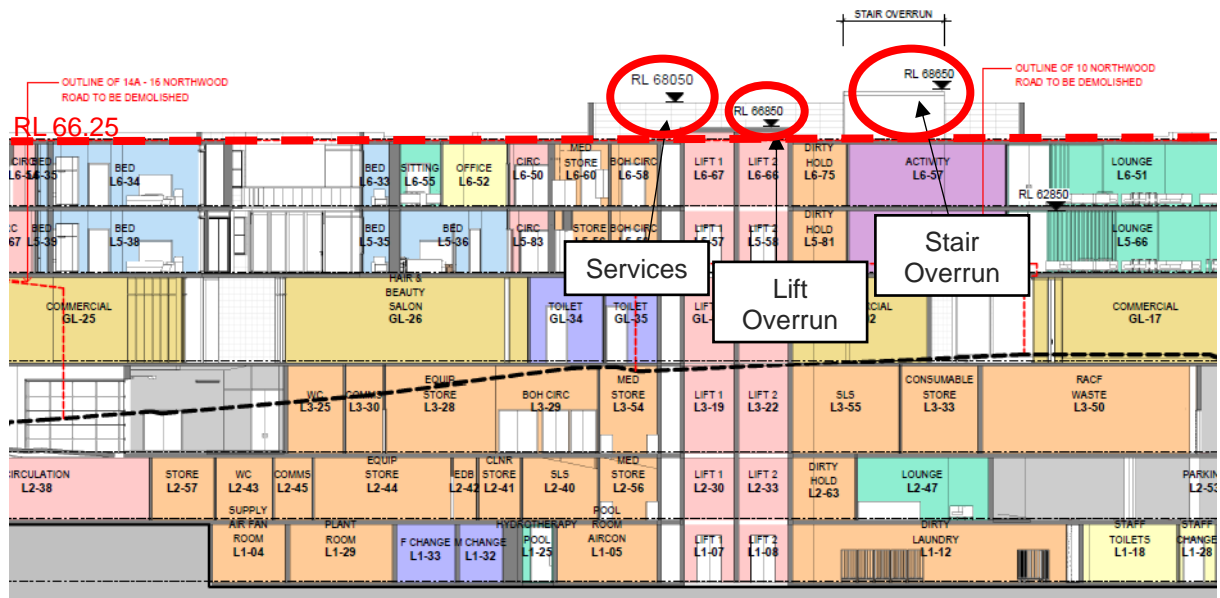 STAIR OVERRUN
OUTLINE OF 14A - 16 NORTHWOOD
ROAD TO BE DEMOLISHED
RL 68050
RL 66850
RL 68650
OUTLINE OF 10 NORTHWOOD
ROAD TO BE DEMOLISHED
RL 66.25
BED
L6-34
BED
L6-33
SITTING
L6-55
OFFICE
L6-52
CIRC
L6-50
MED
STORE
L6-60
BOH CIRC
L6-58
LIFT 1
L6-67
LIFT 2
L6-66
DIRTY
HOLD
L6-75
ACTIVITY
L6-57
LOUNGE
L6-51
RL 62850
BED
L5-39
BED
L5-38
BED
L5-35
BED
L5-36
CIRC
L5-83
STORE
BOH CIRC
L5-57
L5-58
DIRTY
HOLD
L5-81
LOUNGE
L5-66
Services
Lift
Overrun
Stair
Overrun
COMMERCIAL
GL-25
HAIR &
BEAUTY
SALON
GL-26
TOILET
GL-34
TOILET
GL-35
COMMERCIAL
GL-17
WC
L3-25
COMMS
L3-30
EQUIP
STORE
L3-28
BOH CIRC
L3-29
MED
STORE
L3-54
LIFT 1
L3-19
LIFT 2
L3-22
SLS
L3-55
CONSUMABLE
STORE
L3-33
RACF
WASTE
L3-50
CIRCULATION
L2-38
STORE
L2-57
WC
L2-43
COMMS
L2-45
EQUIP
STORE
L2-44
EDB
L2-42
CLNR
STORE
L2-41
SLS
L2-40
MED
STORE
L2-56
LIFT 1
L2-30
LIFT 2
L2-33
DIRTY
HOLD
L2-63
LOUNGE
L2-47
PARKIN
L2-53
SUPPLY
AIR FAN
ROOM
L1-04
PLANT
ROOM
L1-29
F CHANGE
L1-33
M CHANGE
L1-32
HYDROTHERAPY
POOL
L1-25
POOL
ROOM
AIRCON
L1-05
LIFT 1
L1-07
LIFT 2
L1-08
DIRTY
LAUNDRY
L1-12
STAFF
TOILETS
L1-18
STAFF
CHANGE
L1-28